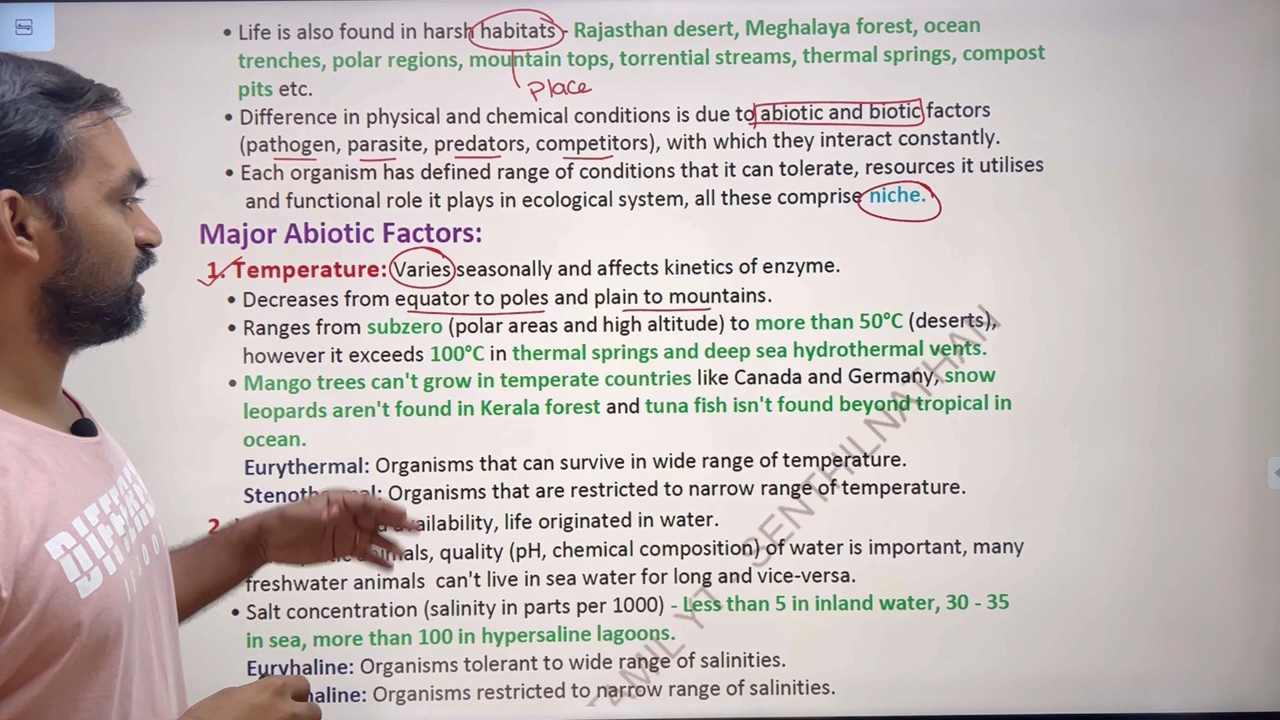 • Life is also found in harsh habitats - Rajasthan desert, Meghalaya forest, ocean
trenches, polar regions, mountain tops, torrential streams, thermal springs, compost
pits etc.
Place
• Difference in physical and chemical conditions is due to abiotic and biotic factors
(pathogen, parasite, predators, competitors), with which they interact constantly.
• Each organism has defined range of conditions that it can tolerate, resources it utilises
and functional role it plays in ecological system, all these comprise niche.
Major Abiotic Factors:
1. Temperature: Varies seasonally and affects kinetics of enzyme.
• Decreases from equator to poles and plain to mountains.
• Ranges from subzero (polar areas and high altitude) to more than 50°C (deserts),
however it exceeds 100°C in thermal springs and deep sea hydrothermal vents.
• Mango trees can't grow in temperate countries like Canada and Germany, snow
leopards aren't found in Kerala forest and tuna fish isn't found beyond tropical in
ocean.
Eurythermal: Organisms that can survive in wide range of temperature.
Organisms that are restricted to narrow range of temperature.
2. life originated in water.
quality (pH, chemical composition) of water is important, many
freshwater animals can't live in sea water for long and vice-versa.
• Salt concentration (salinity in parts per 1000) - Less than 5 in inland water, 30 - 35
in sea, more than 100 in hypersaline lagoons.
Euryhaline: Organisms tolerant to wide range of salinities.
Organisms restricted to narrow range of salinities.
TAMIL YT - SENTHILNATHAN
DIFFE